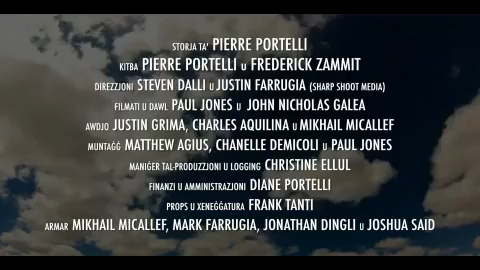 STORJA TA' PIERRE PORTELLI
KITBA PIERRE PORTELLI U FREDERICK ZAMMIT
DIREZZJONI STEVEN DALLI U JUSTIN FARRUGIA (SHARP SHOOT MEDIA)
FILMATI U DAWL PAUL JONES U JOHN NICHOLAS GALEA
AWDJO JUSTIN GRIMA, CHARLES AQUILINA U MIKHAIL MICALLEF
MUNTAĠĠ MATTHEW AGIUS, CHANELLE DEMICOLI U PAUL JONES
MANIĠER TAL-PRODUZZJONI U LOGGING CHRISTINE ELLUL
FINANZI U AMMINISTRAZJONI DIANE PORTELLI
PROPS U XENEĠĠATURA FRANK TANTI
ARMAR MIKHAIL MICALLEF, MARK FARRUGIA, JONATHAN DINGLI U JOSHUA SAID